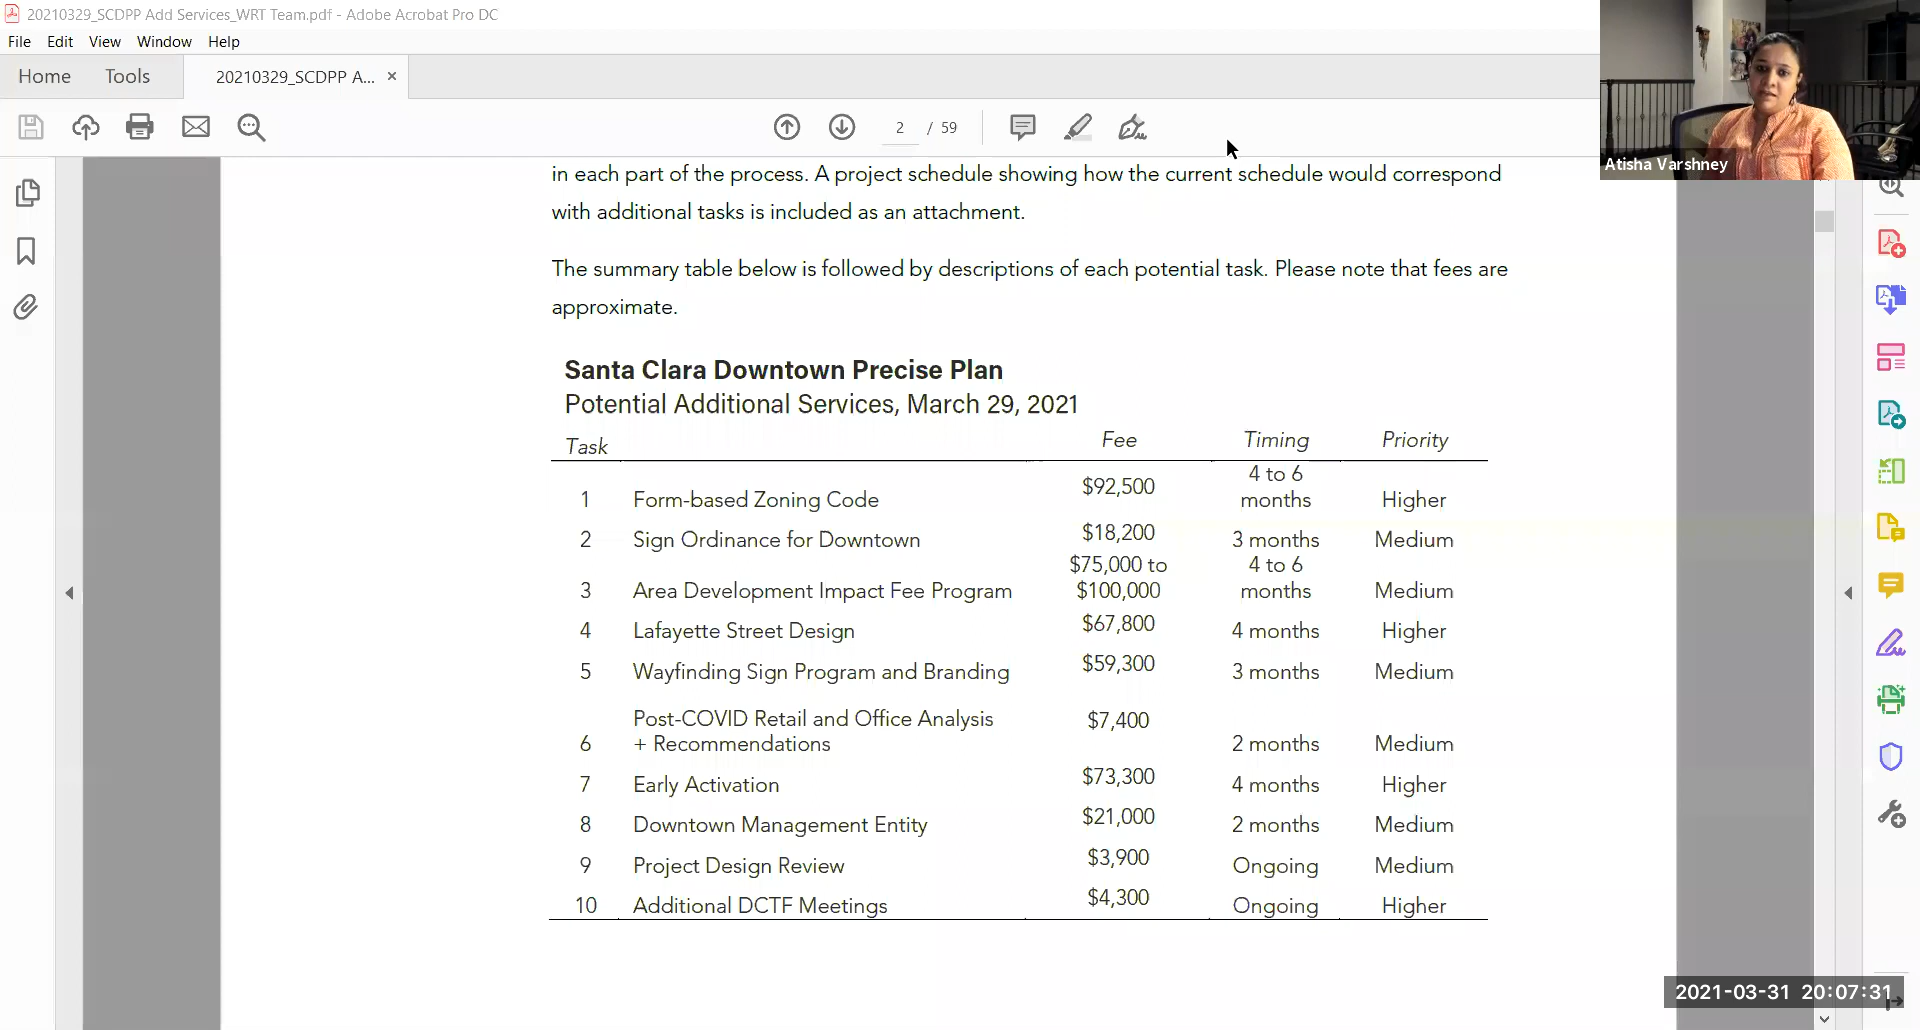 20210329_SCDPP Add Services_WRT Team.pdf - Adobe Acrobat Pro DC
File Edit View Window Help
Home Tools 20210329_SCDPP A... ×
2 / 59
Atisha Varshney
in each part of the process. A project schedule showing how the current schedule would correspond
with additional tasks is included as an attachment.
The summary table below is followed by descriptions of each potential task. Please note that fees are
approximate.
Santa Clara Downtown Precise Plan
Potential Additional Services, March 29, 2021
Task Fee Timing Priority
1 Form-based Zoning Code $92,500 4 to 6 months Higher
2 Sign Ordinance for Downtown $18,200 3 months Medium
3 Area Development Impact Fee Program $75,000 to $100,000 4 to 6 months Medium
4 Lafayette Street Design $67,800 4 months Higher
5 Wayfinding Sign Program and Branding $59,300 3 months Medium
6 Post-COVID Retail and Office Analysis + Recommendations $7,400 2 months Medium
7 Early Activation $73,300 4 months Higher
8 Downtown Management Entity $21,000 2 months Medium
9 Project Design Review $3,900 Ongoing Medium
10 Additional DCTF Meetings $4,300 Ongoing Higher
2021-03-31 20:07:31